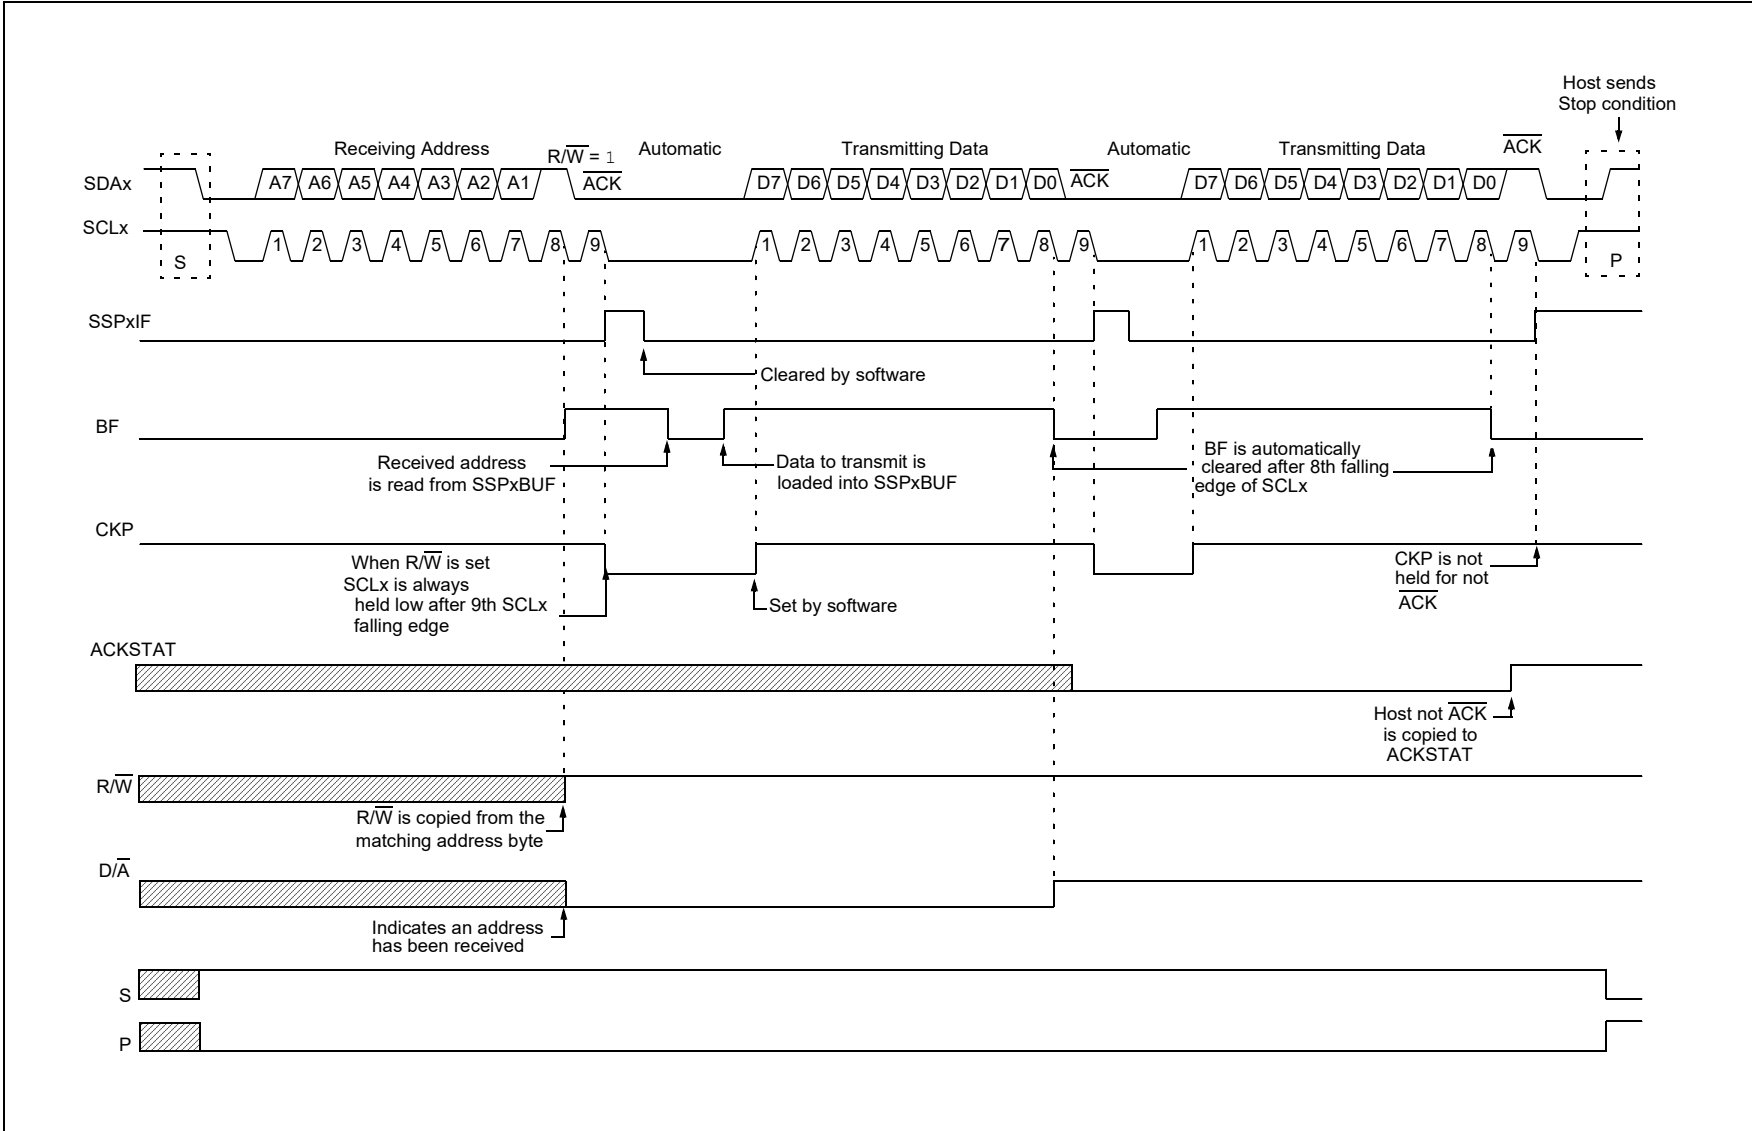 Host sends
Stop condition
Receiving Address
R/W = 1
Automatic
Transmitting Data
Automatic
Transmitting Data
ACK
SDAx
A7 A6 A5 A4 A3 A2 A1
ACK
D7 D6 D5 D4 D3 D2 D1 D0
ACK
D7 D6 D5 D4 D3 D2 D1 D0
SCLx
1 2 3 4 5 6 7 8 9
1 2 3 4 5 6 7 8 9
1 2 3 4 5 6 7 8 9
S
P
SSPxIF
Cleared by software
BF
Received address
is read from SSPxBUF
Data to transmit is
loaded into SSPxBUF
BF is automatically
cleared after 8th falling
edge of SCLx
CKP
When R/W is set
SCLx is always
held low after 9th SCLx
falling edge
Set by software
CKP is not
held for not
ACK
ACKSTAT
Host not ACK
is copied to
ACKSTAT
R/W
R/W is copied from the
matching address byte
D/A
Indicates an address
has been received
S
P